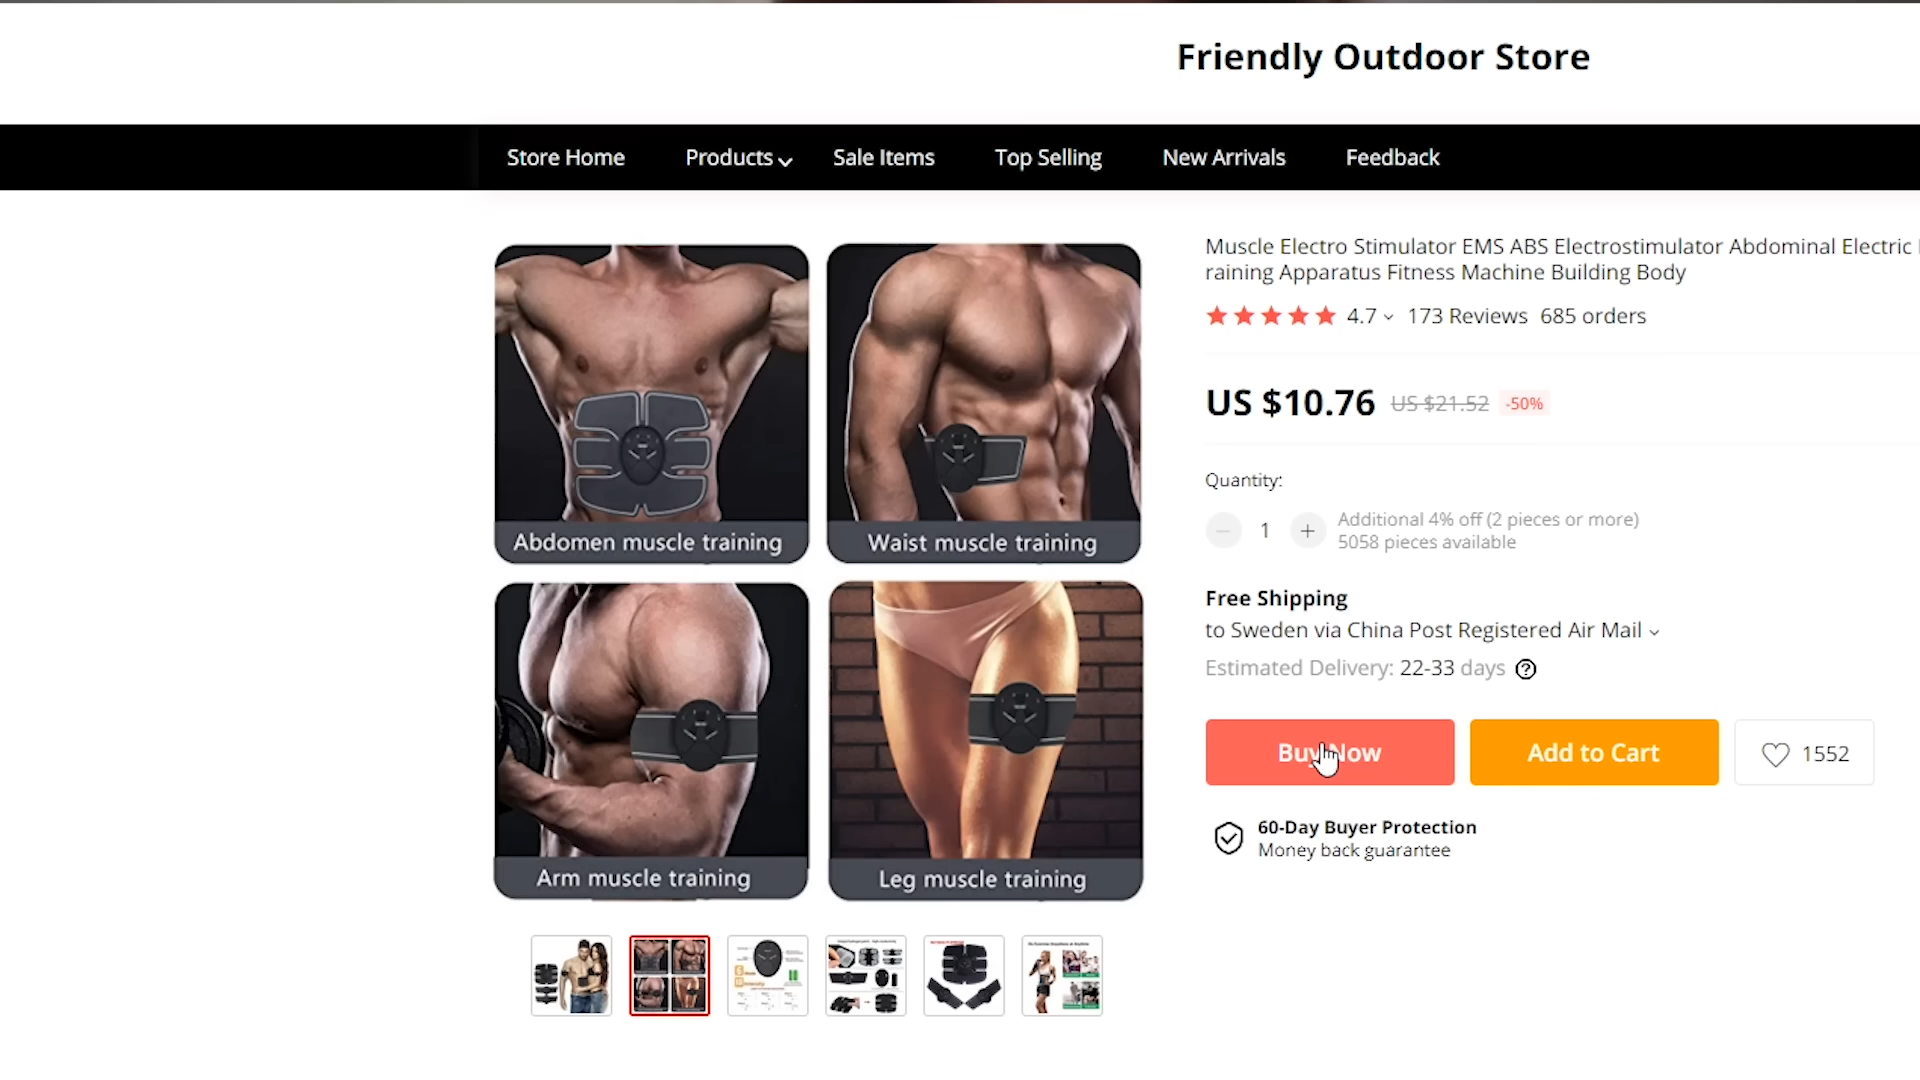 Friendly Outdoor Store
Store Home Products Sale Items Top Selling New Arrivals Feedback
Abdomen muscle training
Waist muscle training
Arm muscle training
Leg muscle training
Muscle Electro Stimulator EMS ABS Electrostimulator Abdominal Electric
raining Apparatus Fitness Machine Building Body
4.7 173 Reviews 685 orders
US $10.76 US $21.52 -50%
Quantity:
1
Additional 4% off (2 pieces or more)
5058 pieces available
Free Shipping
to Sweden via China Post Registered Air Mail
Estimated Delivery: 22-33 days
Buy Now Add to Cart 1552
60-Day Buyer Protection
Money back guarantee